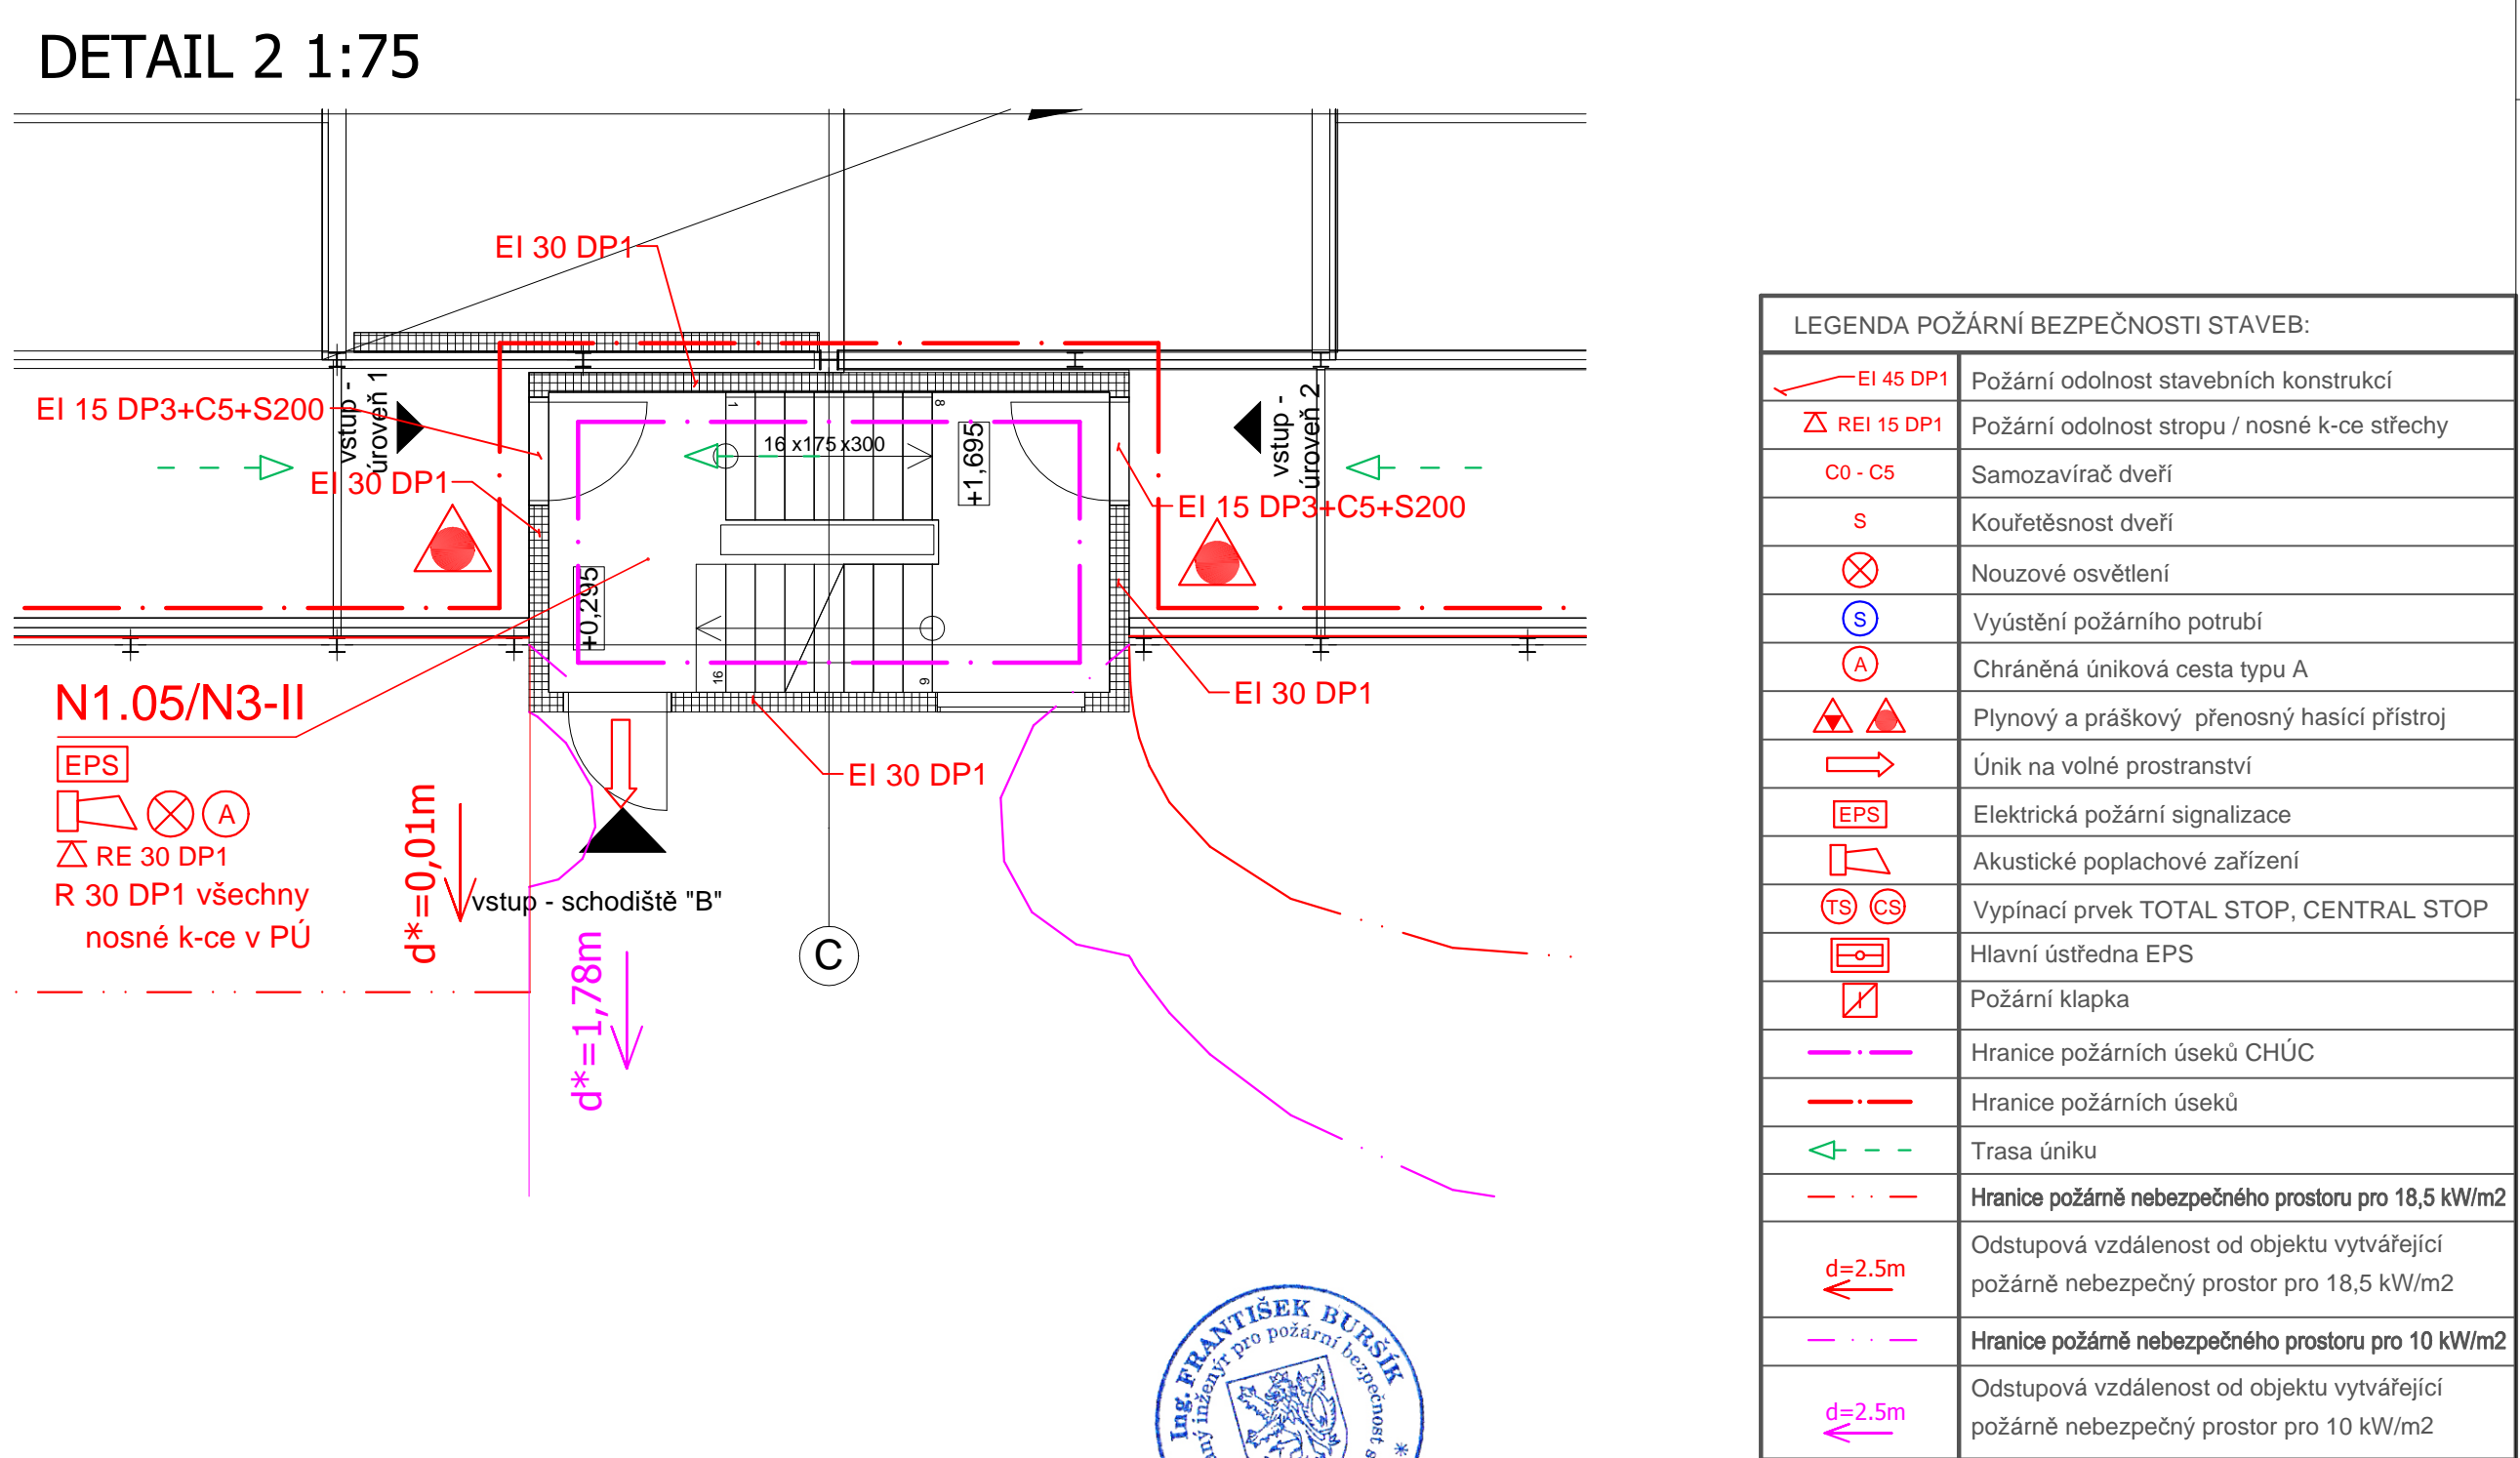 DETAIL 2 1:75
EI 30 DP1
EI 15 DP3+C5+S200
vstup -
úroveň 1
EI 30 DP1
1
8
16 x175 x300
+1,695
vstup -
úroveň 2
EI 15 DP3+C5+S200
+0,295
16
9
N1.05/N3-II
EPS
A
RE 30 DP1
R 30 DP1 všechny
nosné k-ce v PÚ
d*=0,01m
EI 30 DP1
EI 30 DP1
vstup - schodiště "B"
d*=1,78m
C
LEGENDA POŽÁRNÍ BEZPEČNOSTI STAVEB:
EI 45 DP1 Požární odolnost stavebních konstrukcí
REI 15 DP1 Požární odolnost stropu / nosné k-ce střechy
C0 - C5 Samozavírač dveří
S Kouřetěsnost dveří
Nouzové osvětlení
S Vyústění požárního potrubí
A Chráněná úniková cesta typu A
Plynový a práškový přenosný hasící přístroj
Únik na volné prostranství
EPS Elektrická požární signalizace
Akustické poplachové zařízení
TS CS Vypínací prvek TOTAL STOP, CENTRAL STOP
Hlavní ústředna EPS
Požární klapka
Hranice požárních úseků CHÚC
Hranice požárních úseků
Trasa úniku
Hranice požárně nebezpečného prostoru pro 18,5 kW/m2
Odstupová vzdálenost od objektu vytvářející
d=2.5m
požárně nebezpečný prostor pro 18,5 kW/m2
Hranice požárně nebezpečného prostoru pro 10 kW/m2
Odstupová vzdálenost od objektu vytvářející
d=2.5m
požárně nebezpečný prostor pro 10 kW/m2
Ing. FRANTIŠEK BURŠÍK *
inženýr pro požární bezpečnost